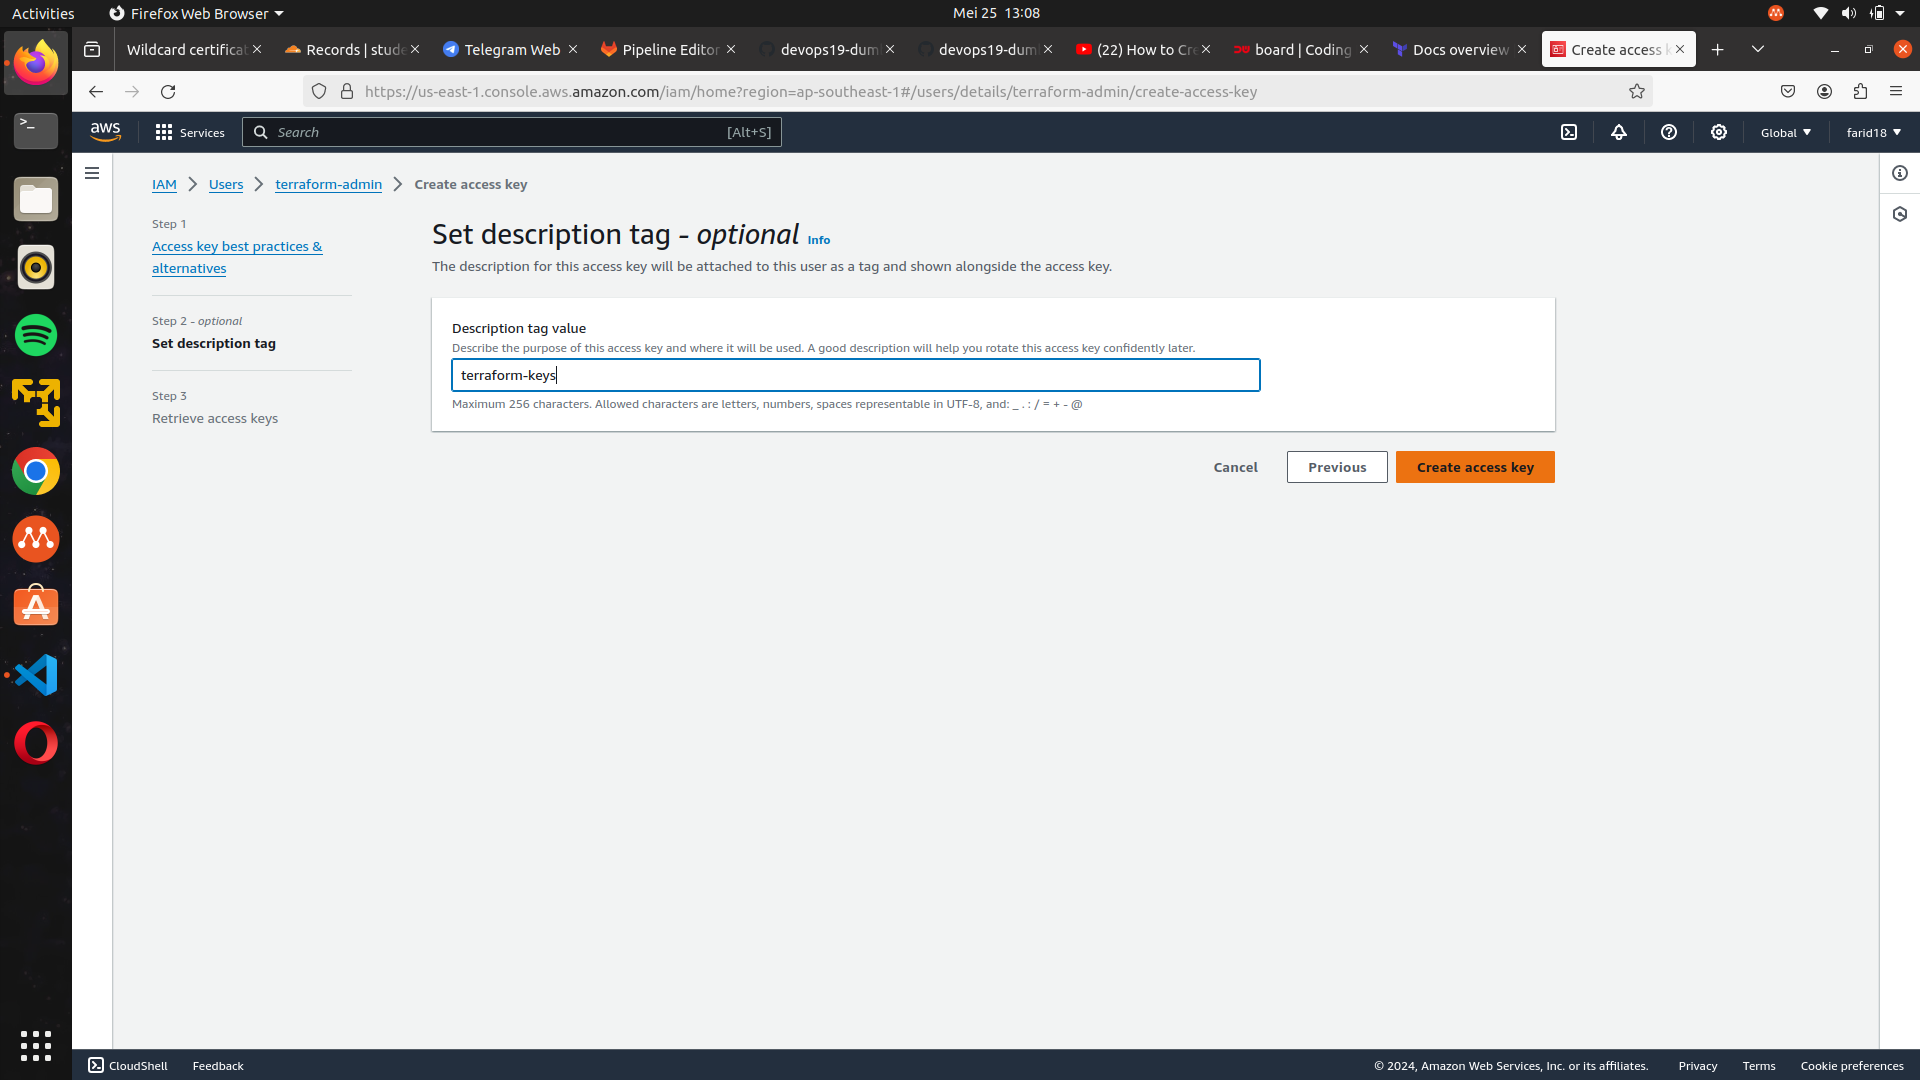 Activities
Firefox Web Browser
Mei 25 13:08
Wildcard certificat
Records | stude
Telegram Web
Pipeline Editor
devops19-dum
devops19-dum
(22) How to Cre
board | Coding
Docs overview
Create access k
https://us-east-1.console.aws.amazon.com/iam/home?region=ap-southeast-1#/users/details/terraform-admin/create-access-key
aws
Services
Search
[Alt+S]
Global
farid18
IAM
Users
terraform-admin
Create access key
Step 1
Access key best practices &
alternatives
Step 2 - optional
Set description tag
Step 3
Retrieve access keys
Set description tag - optional Info
The description for this access key will be attached to this user as a tag and shown alongside the access key.
Description tag value
Describe the purpose of this access key and where it will be used. A good description will help you rotate this access key confidently later.
terraform-keys
Maximum 256 characters. Allowed characters are letters, numbers, spaces representable in UTF-8, and: _ . : / = + - @
Cancel
Previous
Create access key
CloudShell
Feedback
© 2024, Amazon Web Services, Inc. or its affiliates.
Privacy
Terms
Cookie preferences